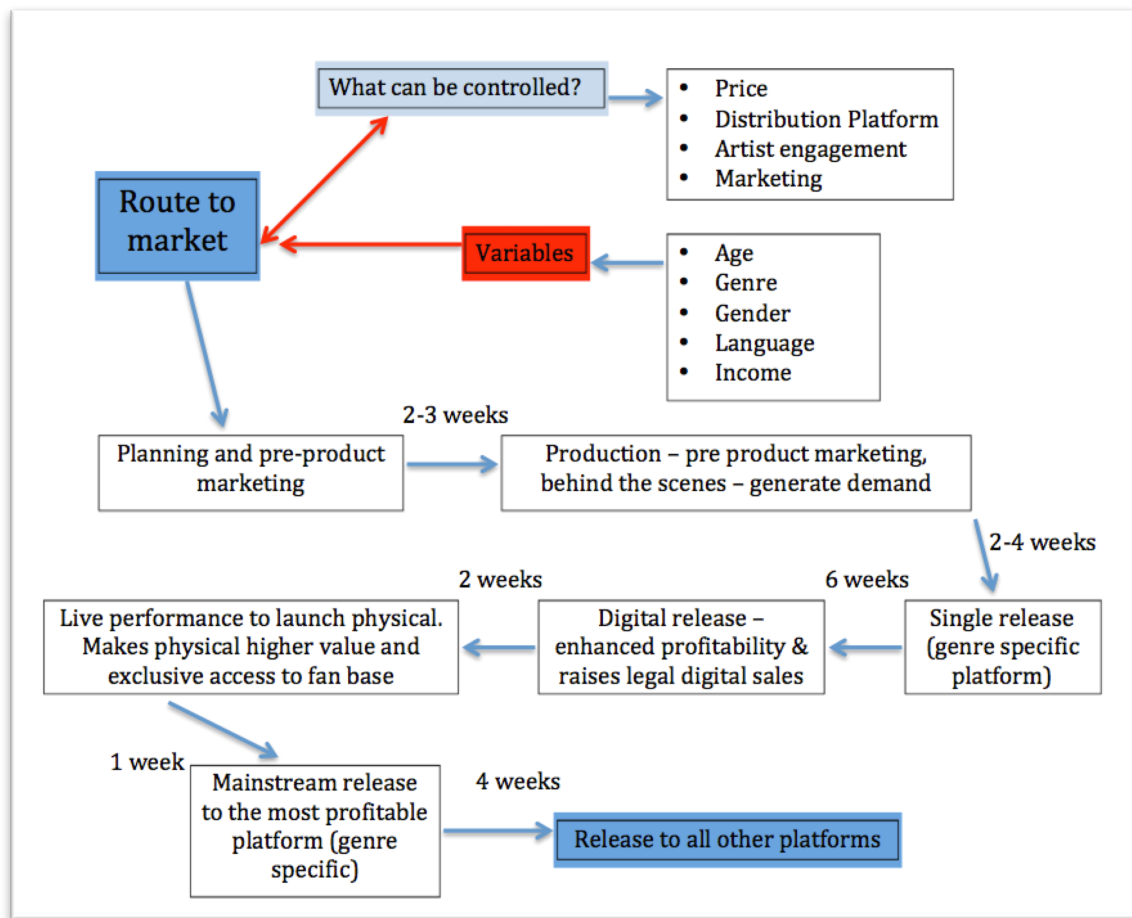 What can be controlled?
• Price
• Distribution Platform
• Artist engagement
• Marketing
Route to
market
Variables
• Age
• Genre
• Gender
• Language
• Income
2-3 weeks
Planning and pre-product
marketing
Production – pre product marketing,
behind the scenes – generate demand
2-4 weeks
2 weeks
6 weeks
Live performance to launch physical.
Makes physical higher value and
exclusive access to fan base
Digital release –
enhanced profitability &
raises legal digital sales
Single release
(genre specific
platform)
1 week
Mainstream release
to the most profitable
platform (genre
specific)
4 weeks
Release to all other platforms